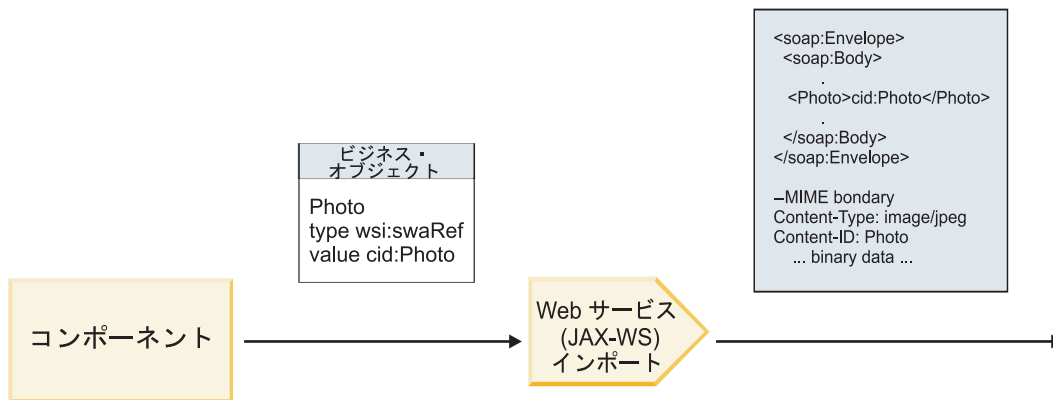 コンポーネント
ビジネス・
オブジェクト
Photo
type wsi:swaRef
value cid:Photo
Web サービス
(JAX-WS)
インポート
<soap:Envelope>
<soap:Body>
.
<Photo>cid:Photo</Photo>
.
</soap:Body>
</soap:Envelope>
–MIME bondary
Content-Type: image/jpeg
Content-ID: Photo
... binary data ...